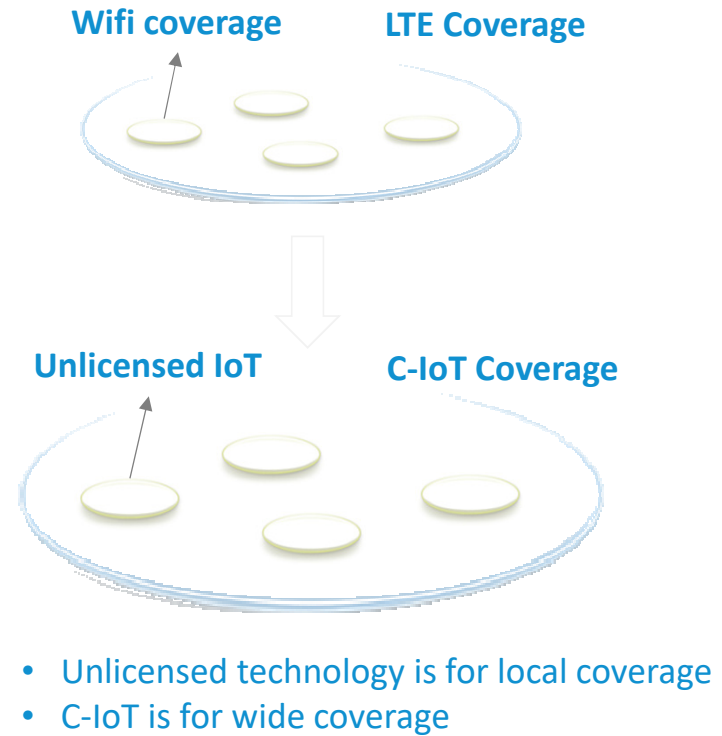 Wifi coverage
LTE Coverage
Unlicensed IoT
C-IoT Coverage
• Unlicensed technology is for local coverage
• C-IoT is for wide coverage